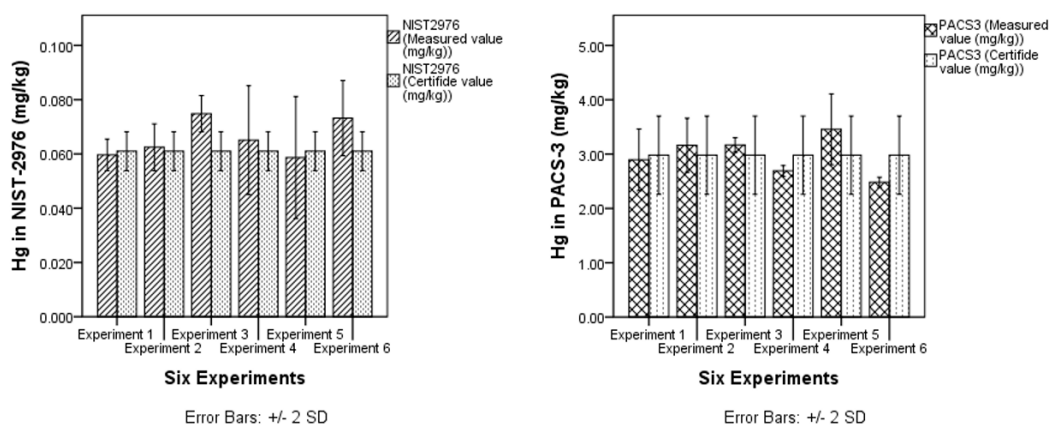 NIST2976
(Measured value
(mg/kg))
NIST2976
(Certifide value
(mg/kg))
Hg in NIST-2976 (mg/kg)
0.100
0.080
0.060
0.040
0.020
0.000
Experiment 1
Experiment 2
Experiment 3
Experiment 4
Experiment 5
Experiment 6
Six Experiments
Error Bars: +/- 2 SD
PACS3 (Measured
value (mg/kg))
PACS3 (Certifide
value (mg/kg))
Hg in PACS-3 (mg/kg)
5.00
4.00
3.00
2.00
1.00
0.00
Experiment 1
Experiment 2
Experiment 3
Experiment 4
Experiment 5
Experiment 6
Six Experiments
Error Bars: +/- 2 SD